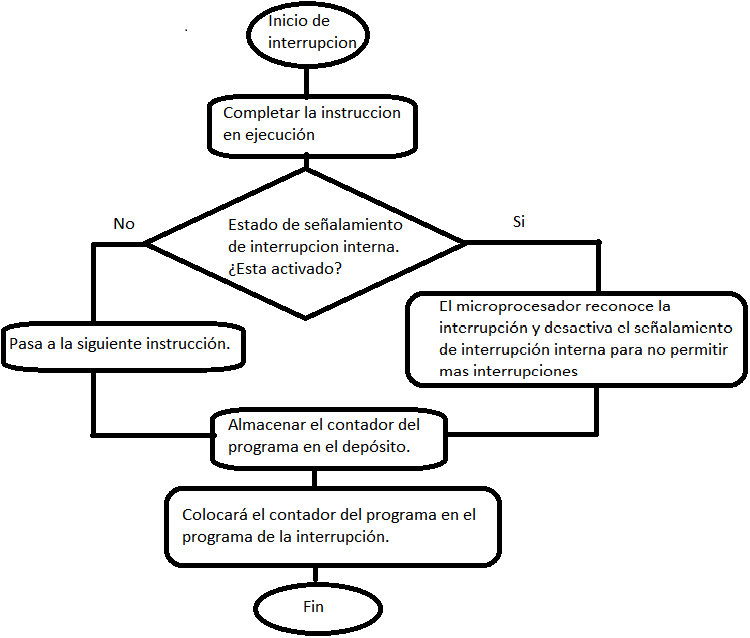 Inicio de
interrupcion
Completar la instruccion
en ejecución
No
Si
Estado de señalamiento
de interrupcion interna.
¿Esta activado?
El microprocesador reconoce la
interrupción y desactiva el señalamiento
de interrupción interna para no permitir
mas interrupciones
Pasa a la siguiente instrucción.
Almacenar el contador del
programa en el depósito.
Colocará el contador del programa en el
programa de la interrupción.
Fin